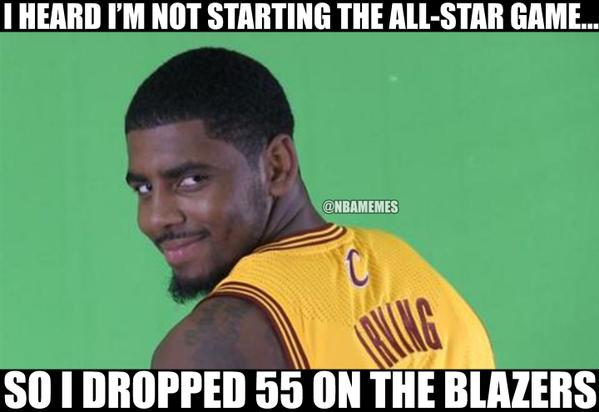 I HEARD I'M NOT STARTING THE ALL-STAR GAME...
@NBAMEMES
C
IRVING
SO I DROPPED 55 ON THE BLAZERS